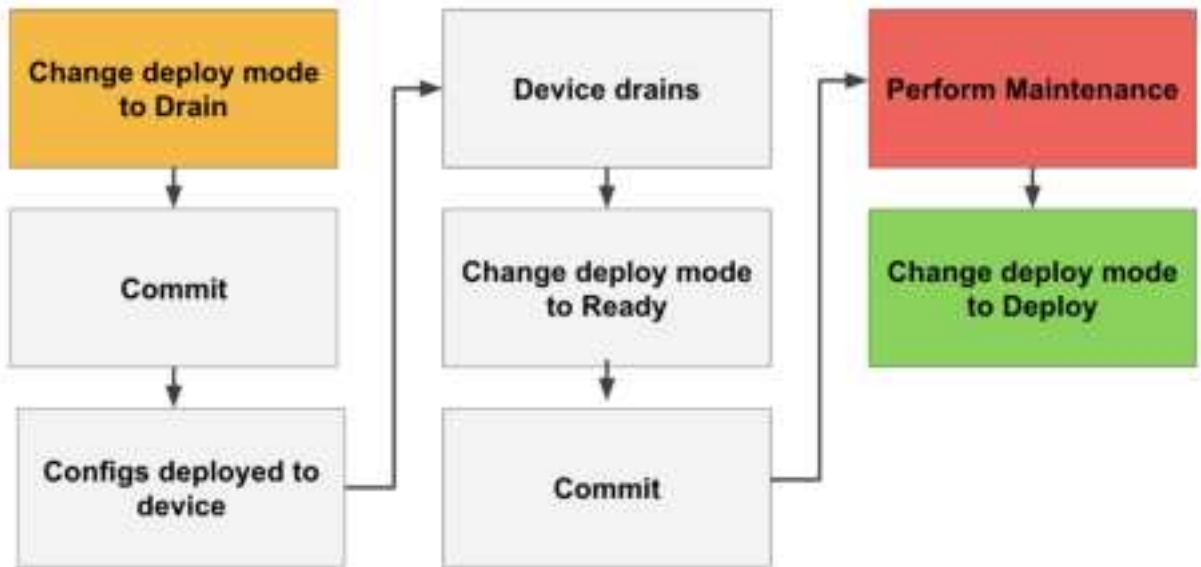 Change deploy mode
to Drain
Commit
Configs deployed to
device
Device drains
Change deploy mode
to Ready
Commit
Perform Maintenance
Change deploy mode
to Deploy